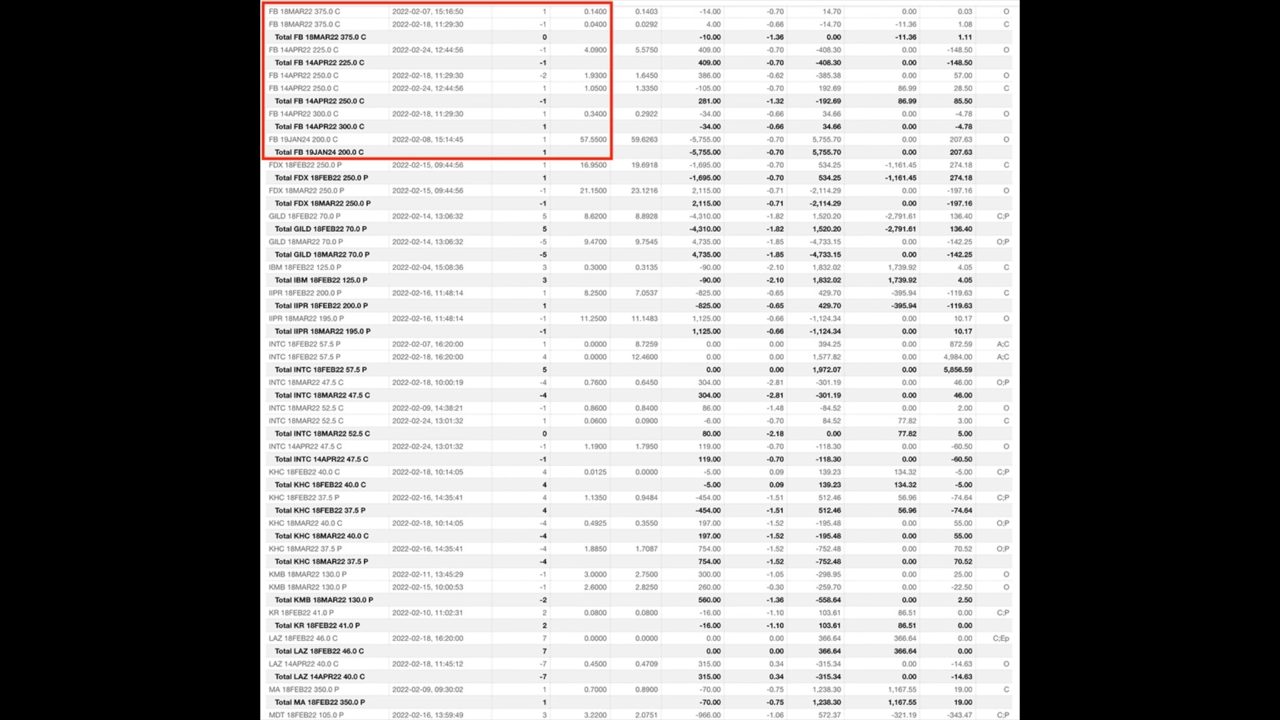 FB 18MAR22 375.0 C 2022-02-07, 15:16:50 1 0.1400 0.1403 -14.00 -0.70 14.70 0.00 0.03 O
FB 18MAR22 375.0 C 2022-02-18, 11:29:30 -1 0.0400 0.0292 4.00 -0.66 -14.70 -11.36 1.08 C
Total FB 18MAR22 375.0 C 0 -10.00 -1.36 0.00 -11.36 1.11
FB 14APR22 225.0 C 2022-02-24, 12:44:56 -1 4.0900 5.5750 409.00 -0.70 -408.30 0.00 -148.50 O
Total FB 14APR22 225.0 C -1 409.00 -0.70 -408.30 0.00 -148.50
FB 14APR22 250.0 C 2022-02-18, 11:29:30 -2 1.9300 1.6450 386.00 -0.62 -385.38 0.00 57.00 O
FB 14APR22 250.0 C 2022-02-24, 12:44:56 1 1.0500 1.3350 -105.00 -0.70 192.69 86.99 28.50 C
Total FB 14APR22 250.0 C -1 281.00 -1.32 -192.69 86.99 85.50
FB 14APR22 300.0 C 2022-02-18, 11:29:30 1 0.3400 0.2922 -34.00 -0.66 34.66 0.00 -4.78 O
Total FB 14APR22 300.0 C 1 -34.00 -0.66 34.66 0.00 -4.78
FB 19JAN24 200.0 C 2022-02-08, 15:14:45 1 57.5500 59.6263 -5,755.00 -0.70 5,755.70 0.00 207.63 O
Total FB 19JAN24 200.0 C 1 -5,755.00 -0.70 5,755.70 0.00 207.63
FDX 18FEB22 250.0 P 2022-02-15, 09:44:56 1 16.9500 19.6918 -1,695.00 -0.70 534.25 -1,161.45 274.18 C
Total FDX 18FEB22 250.0 P 1 -1,695.00 -0.70 534.25 -1,161.45 274.18
FDX 18MAR22 250.0 P 2022-02-15, 09:44:56 -1 21.1500 23.1216 2,115.00 -0.71 -2,114.29 0.00 -197.16 O
Total FDX 18MAR22 250.0 P -1 2,115.00 -0.71 -2,114.29 0.00 -197.16
GILD 18FEB22 70.0 P 2022-02-14, 13:06:32 5 8.6200 8.8928 -4,310.00 -1.82 1,520.20 -2,791.61 136.40 C;P
Total GILD 18FEB22 70.0 P 5 -4,310.00 -1.82 1,520.20 -2,791.61 136.40
GILD 18MAR22 70.0 P 2022-02-14, 13:06:32 -5 9.4700 9.7545 4,735.00 -1.85 -4,733.15 0.00 -142.25 O;P
Total GILD 18MAR22 70.0 P -5 4,735.00 -1.85 -4,733.15 0.00 -142.25
IBM 18FEB22 125.0 P 2022-02-04, 15:08:36 3 0.3000 0.3135 -90.00 -2.10 1,832.02 1,739.92 4.05 C
Total IBM 18FEB22 125.0 P 3 -90.00 -2.10 1,832.02 1,739.92 4.05
IIPR 18FEB22 200.0 P 2022-02-16, 11:48:14 1 8.2500 7.0537 -825.00 -0.65 429.70 -395.94 -119.63 C
Total IIPR 18FEB22 200.0 P 1 -825.00 -0.65 429.70 -395.94 -119.63
IIPR 18MAR22 195.0 P 2022-02-16, 11:48:14 -1 11.2500 11.1483 1,125.00 -0.66 -1,124.34 0.00 10.17 O
Total IIPR 18MAR22 195.0 P -1 1,125.00 -0.66 -1,124.34 0.00 10.17
INTC 18FEB22 57.5 P 2022-02-07, 16:20:00 1 0.0000 8.7259 0.00 0.00 394.25 0.00 872.59 A;C
INTC 18FEB22 57.5 P 2022-02-18, 16:20:00 4 0.0000 12.4600 0.00 0.00 1,577.82 0.00 4,984.00 A;C
Total INTC 18FEB22 57.5 P 5 0.00 0.00 1,972.07 0.00 5,856.59
INTC 18MAR22 47.5 C 2022-02-18, 10:00:19 -4 0.7600 0.6450 304.00 -2.81 -301.19 0.00 46.00 O;P
Total INTC 18MAR22 47.5 C -4 304.00 -2.81 -301.19 0.00 46.00
INTC 18MAR22 52.5 C 2022-02-09, 14:38:21 -1 0.8600 0.8400 86.00 -1.48 -84.52 0.00 2.00 O
INTC 18MAR22 52.5 C 2022-02-24, 13:01:32 1 0.0600 0.0900 -6.00 -0.70 84.52 77.82 3.00 C
Total INTC 18MAR22 52.5 C 0 80.00 -2.18 0.00 77.82 5.00
INTC 14APR22 47.5 C 2022-02-24, 13:01:32 -1 1.1900 1.7950 119.00 -0.70 -118.30 0.00 -60.50 O
Total INTC 14APR22 47.5 C -1 119.00 -0.70 -118.30 0.00 -60.50
KHC 18FEB22 40.0 C 2022-02-18, 10:14:05 4 0.0125 0.0000 -5.00 0.09 139.23 134.32 -5.00 C;P
Total KHC 18FEB22 40.0 C 4 -5.00 0.09 139.23 134.32 -5.00
KHC 18FEB22 37.5 P 2022-02-16, 14:35:41 4 1.1350 0.9484 -454.00 -1.51 512.46 56.96 -74.64 C;P
Total KHC 18FEB22 37.5 P 4 -454.00 -1.51 512.46 56.96 -74.64
KHC 18MAR22 40.0 C 2022-02-18, 10:14:05 -4 0.4925 0.3550 197.00 -1.52 -195.48 0.00 55.00 O;P
Total KHC 18MAR22 40.0 C -4 197.00 -1.52 -195.48 0.00 55.00
KHC 18MAR22 37.5 P 2022-02-16, 14:35:41 -4 1.8850 1.7087 754.00 -1.52 -752.48 0.00 70.52 O;P
Total KHC 18MAR22 37.5 P -4 754.00 -1.52 -752.48 0.00 70.52
KMB 18MAR22 130.0 P 2022-02-11, 13:45:29 -1 3.0000 2.7500 300.00 -1.05 -298.95 0.00 25.00 O
KMB 18MAR22 130.0 P 2022-02-15, 10:00:53 -1 2.6000 2.8250 260.00 -0.30 -259.70 0.00 -22.50 O
Total KMB 18MAR22 130.0 P -2 560.00 -1.36 -558.64 0.00 2.50
KR 18FEB22 41.0 P 2022-02-10, 11:02:31 2 0.0800 0.0800 -16.00 -1.10 103.61 86.51 0.00 C;P
Total KR 18FEB22 41.0 P 2 -16.00 -1.10 103.61 86.51 0.00
LAZ 18FEB22 46.0 C 2022-02-18, 16:20:00 7 0.0000 0.0000 0.00 0.00 366.64 366.64 0.00 C;Ep
Total LAZ 18FEB22 46.0 C 7 0.00 0.00 366.64 366.64 0.00
LAZ 14APR22 40.0 C 2022-02-18, 11:45:12 -7 0.4500 0.4709 315.00 0.34 -315.34 0.00 -14.63 O
Total LAZ 14APR22 40.0 C -7 315.00 0.34 -315.34 0.00 -14.63
MA 18FEB22 350.0 P 2022-02-09, 09:30:02 1 0.7000 0.8900 -70.00 -0.75 1,238.30 1,167.55 19.00 C
Total MA 18FEB22 350.0 P 1 -70.00 -0.75 1,238.30 1,167.55 19.00
MDT 18FEB22 105.0 P 2022-02-16, 13:59:49 3 3.2200 2.0751 -966.00 -1.06 572.37 -321.19 -343.47 C;P